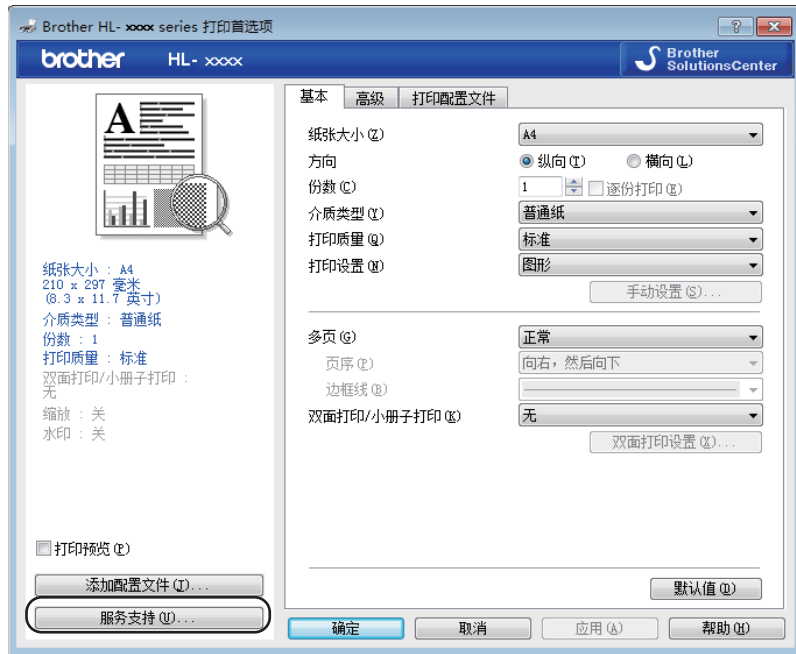 Brother HL- xxxx series 打印首选项
brother HL- xxxx
Brother
SolutionsCenter
A
纸张大小 : A4
210 x 297 毫米
(8.3 x 11.7 英寸)
介质类型 : 普通纸
份数 : 1
打印质量 : 标准
双面打印/小册子打印 :
无
缩放 : 关
水印 : 关
打印预览(P)
添加配置文件(T)...
服务支持(U)...
基本 高级 打印配置文件
纸张大小(Z) A4
方向 纵向(T) 横向(L)
份数(C) 1 逐份打印(E)
介质类型(Y) 普通纸
打印质量(Q) 标准
打印设置(N) 图形
手动设置(S)...
多页(G) 正常
页序(P) 向右，然后向下
边框线(B)
双面打印/小册子打印(K) 无
双面打印设置(X)...
默认值(D)
确定 取消 应用(A) 帮助(H)